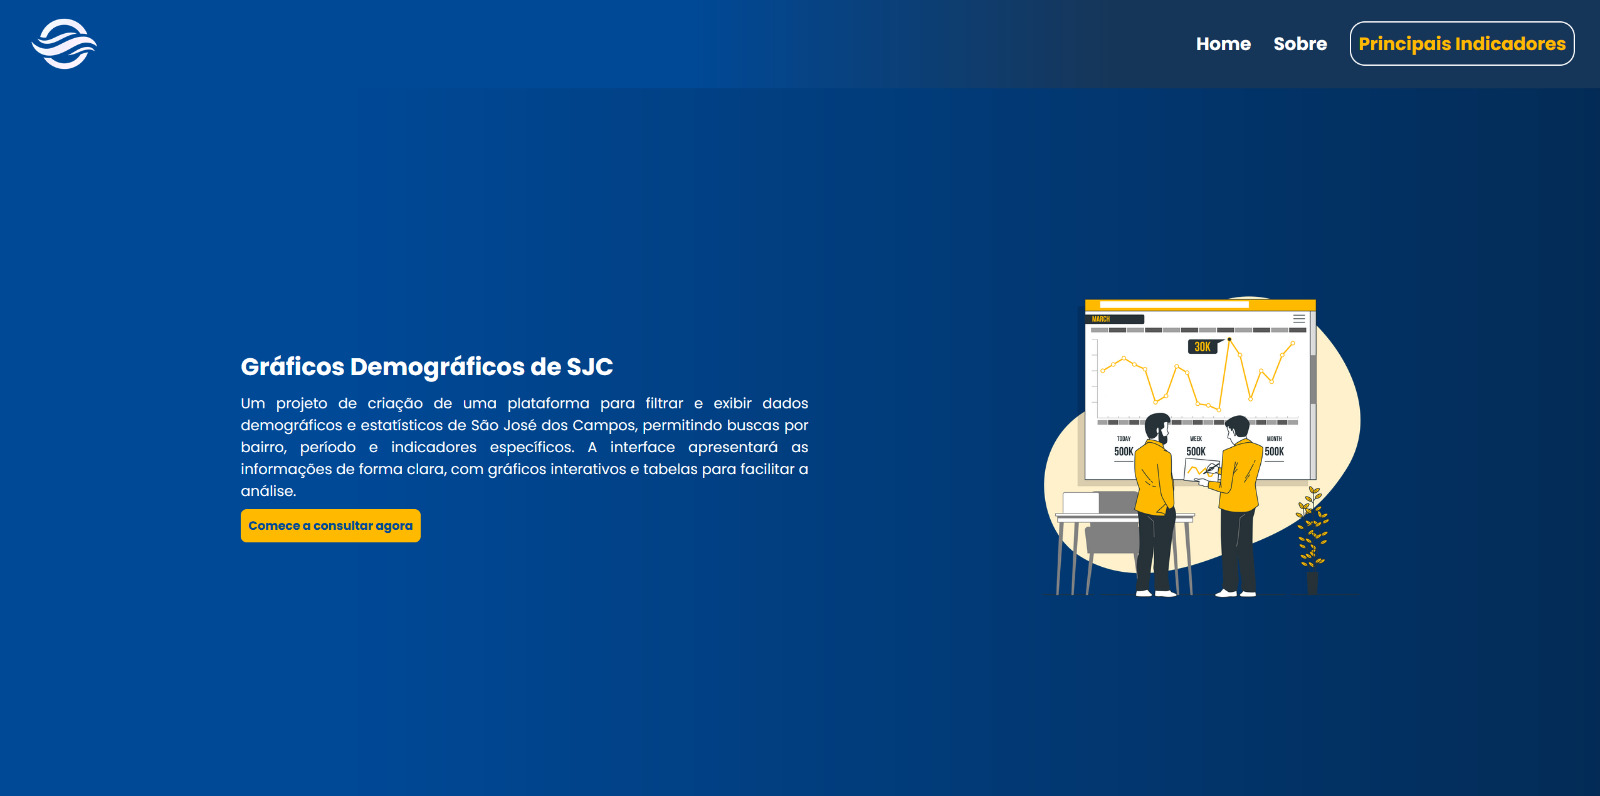 Home Sobre Principais Indicadores
Gráficos Demográficos de SJC
Um projeto de criação de uma plataforma para filtrar e exibir dados
demográficos e estatísticos de São José dos Campos, permitindo buscas por
bairro, período e indicadores específicos. A interface apresentará as
informações de forma clara, com gráficos interativos e tabelas para facilitar a
análise.
Comece a consultar agora
MARCH
30K
TODAY WEEK MONTH
500K 500K 500K